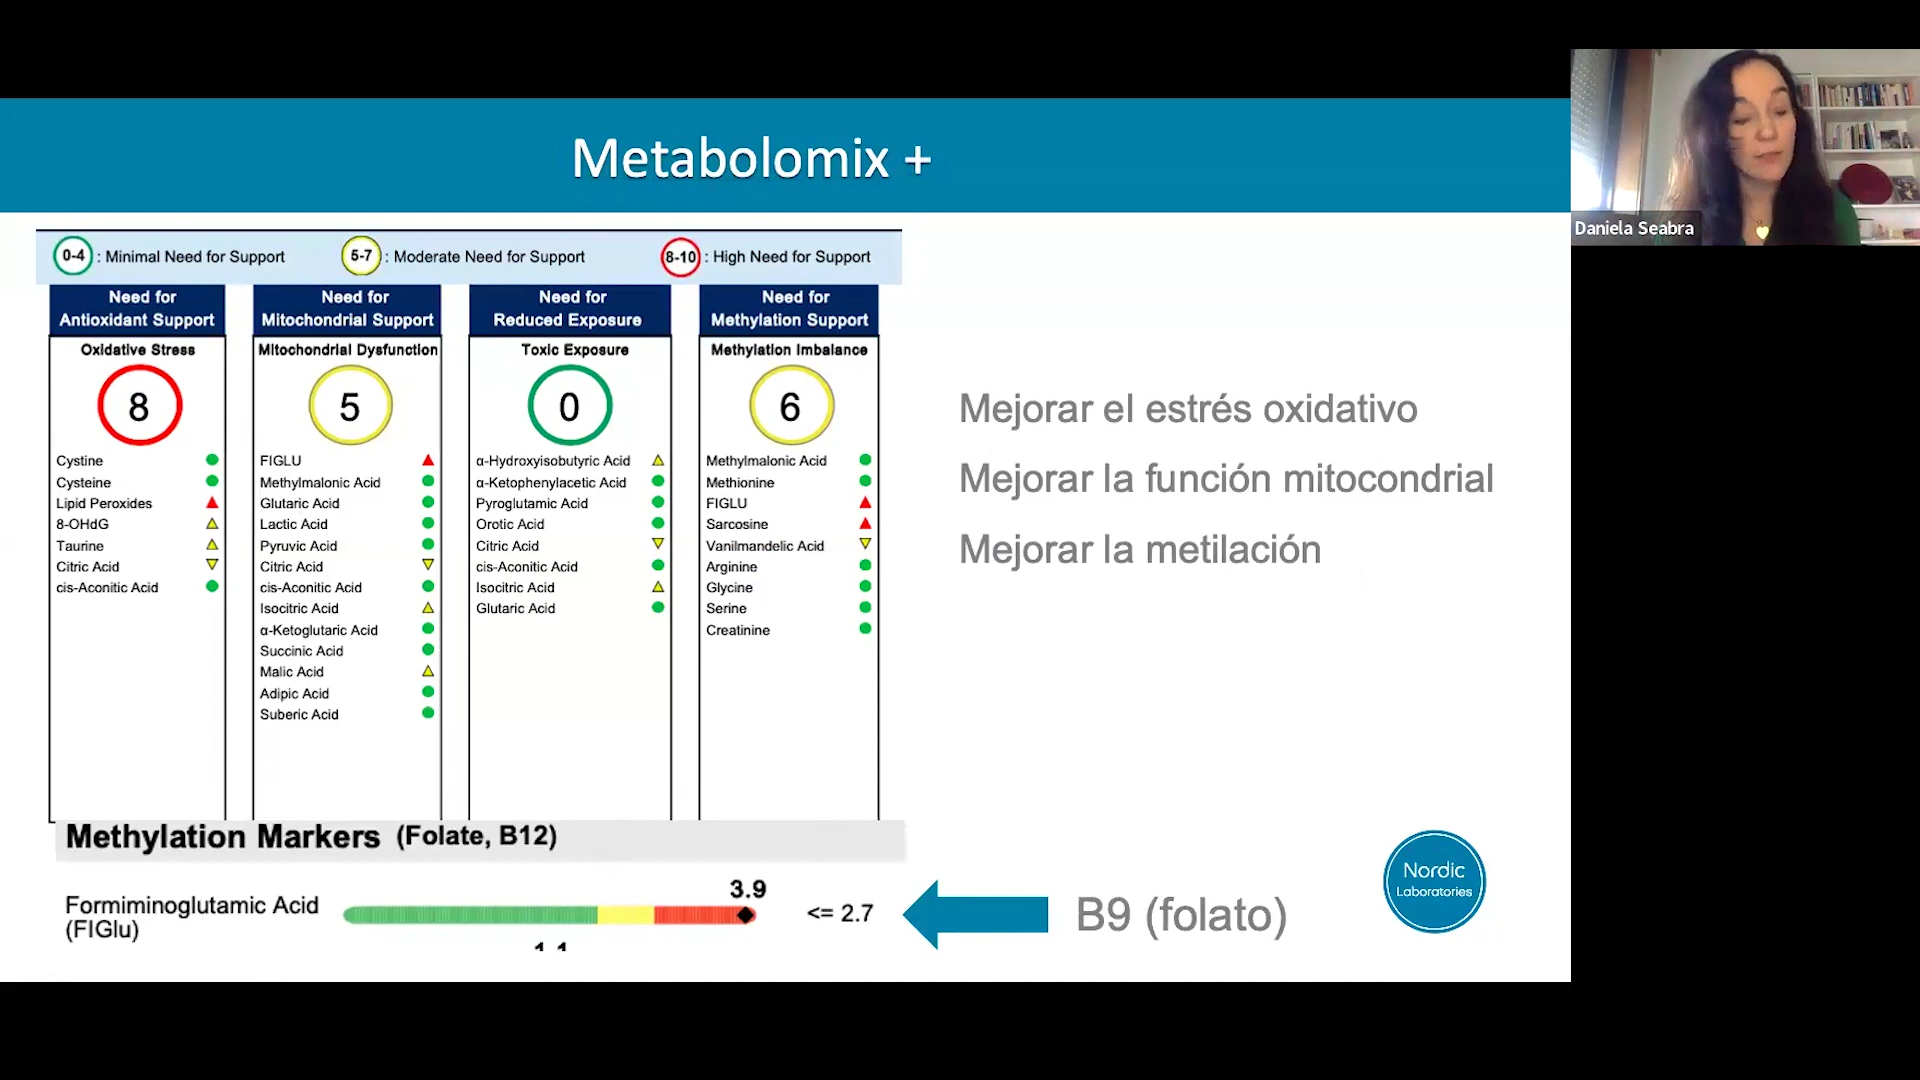 Metabolomix +
Daniela Seabra
0-4 : Minimal Need for Support
5-7 : Moderate Need for Support
8-10 : High Need for Support
Need for
Antioxidant Support
Oxidative Stress
8
Cystine
Cysteine
Lipid Peroxides
8-OHdG
Taurine
Citric Acid
cis-Aconitic Acid
Need for
Mitochondrial Support
Mitochondrial Dysfunction
5
FIGLU
Methylmalonic Acid
Glutaric Acid
Lactic Acid
Pyruvic Acid
Citric Acid
cis-Aconitic Acid
Isocitric Acid
α-Ketoglutaric Acid
Succinic Acid
Malic Acid
Adipic Acid
Suberic Acid
Need for
Reduced Exposure
Toxic Exposure
0
α-Hydroxyisobutyric Acid
α-Ketophenylacetic Acid
Pyroglutamic Acid
Orotic Acid
Citric Acid
cis-Aconitic Acid
Isocitric Acid
Glutaric Acid
Need for
Methylation Support
Methylation Imbalance
6
Methylmalonic Acid
Methionine
FIGLU
Sarcosine
Vanilmandelic Acid
Arginine
Glycine
Serine
Creatinine
Mejorar el estrés oxidativo
Mejorar la función mitocondrial
Mejorar la metilación
Methylation Markers (Folate, B12)
Formiminoglutamic Acid
(FIGlu)
3.9
<= 2.7
B9 (folato)
Nordic
Laboratories